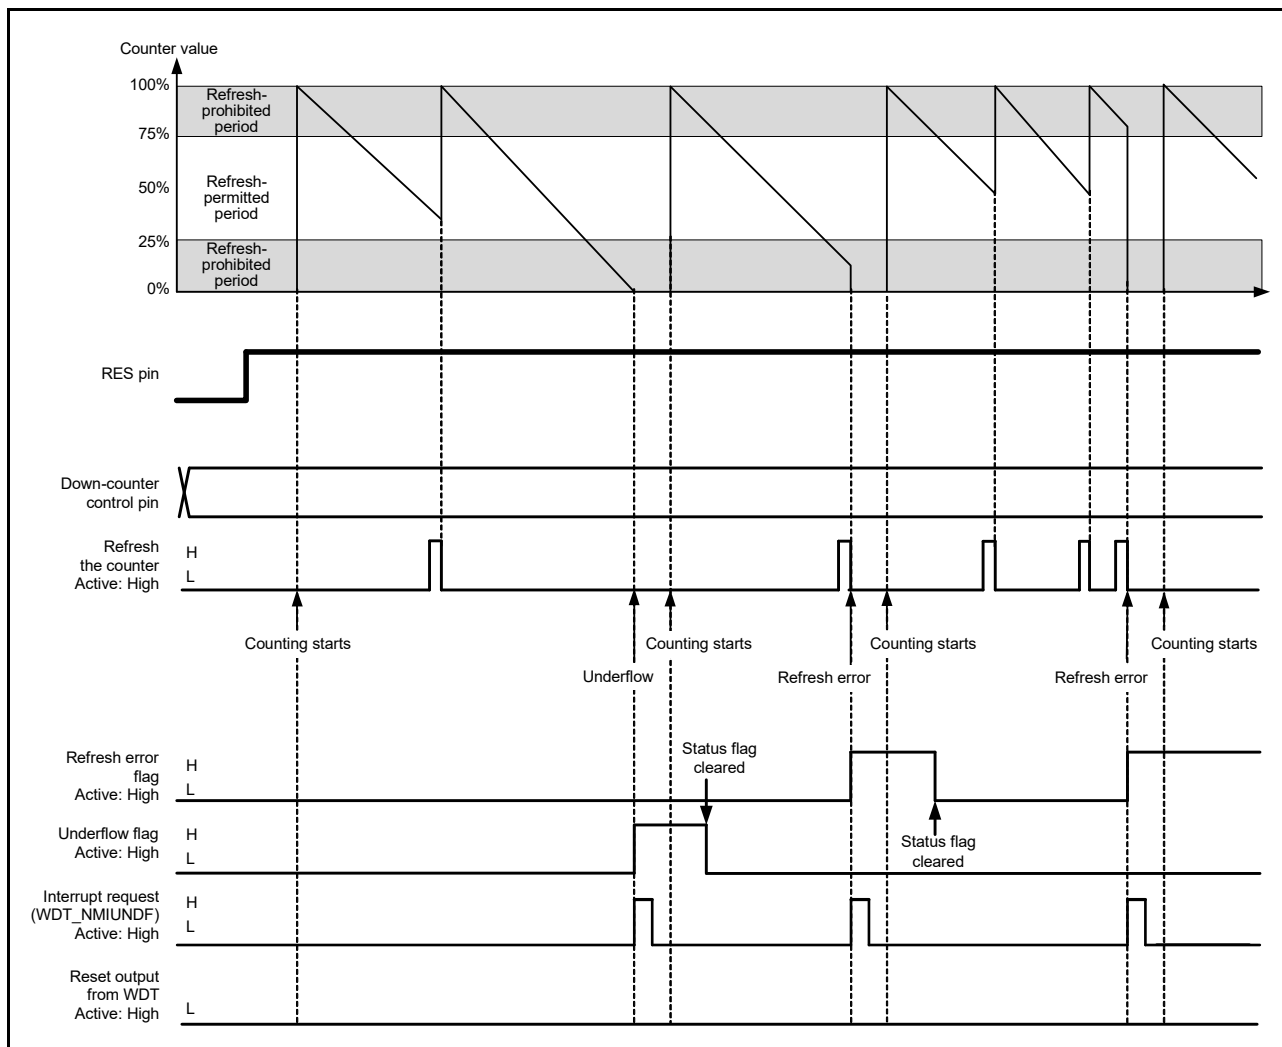 Counter value
100%
Refresh-
prohibited
period
75%
50%
Refresh-
permitted
period
25%
Refresh-
prohibited
period
0%
RES pin
Down-counter
control pin
Refresh
the counter
Active: High
H
L
Counting starts
Counting starts
Counting starts
Counting starts
Underflow
Refresh error
Refresh error
Refresh error
flag
Active: High
H
L
Status flag
cleared
Underflow flag
Active: High
H
L
Status flag
cleared
Interrupt request
(WDT_NMIUNDF)
Active: High
H
L
Reset output
from WDT
Active: High
L